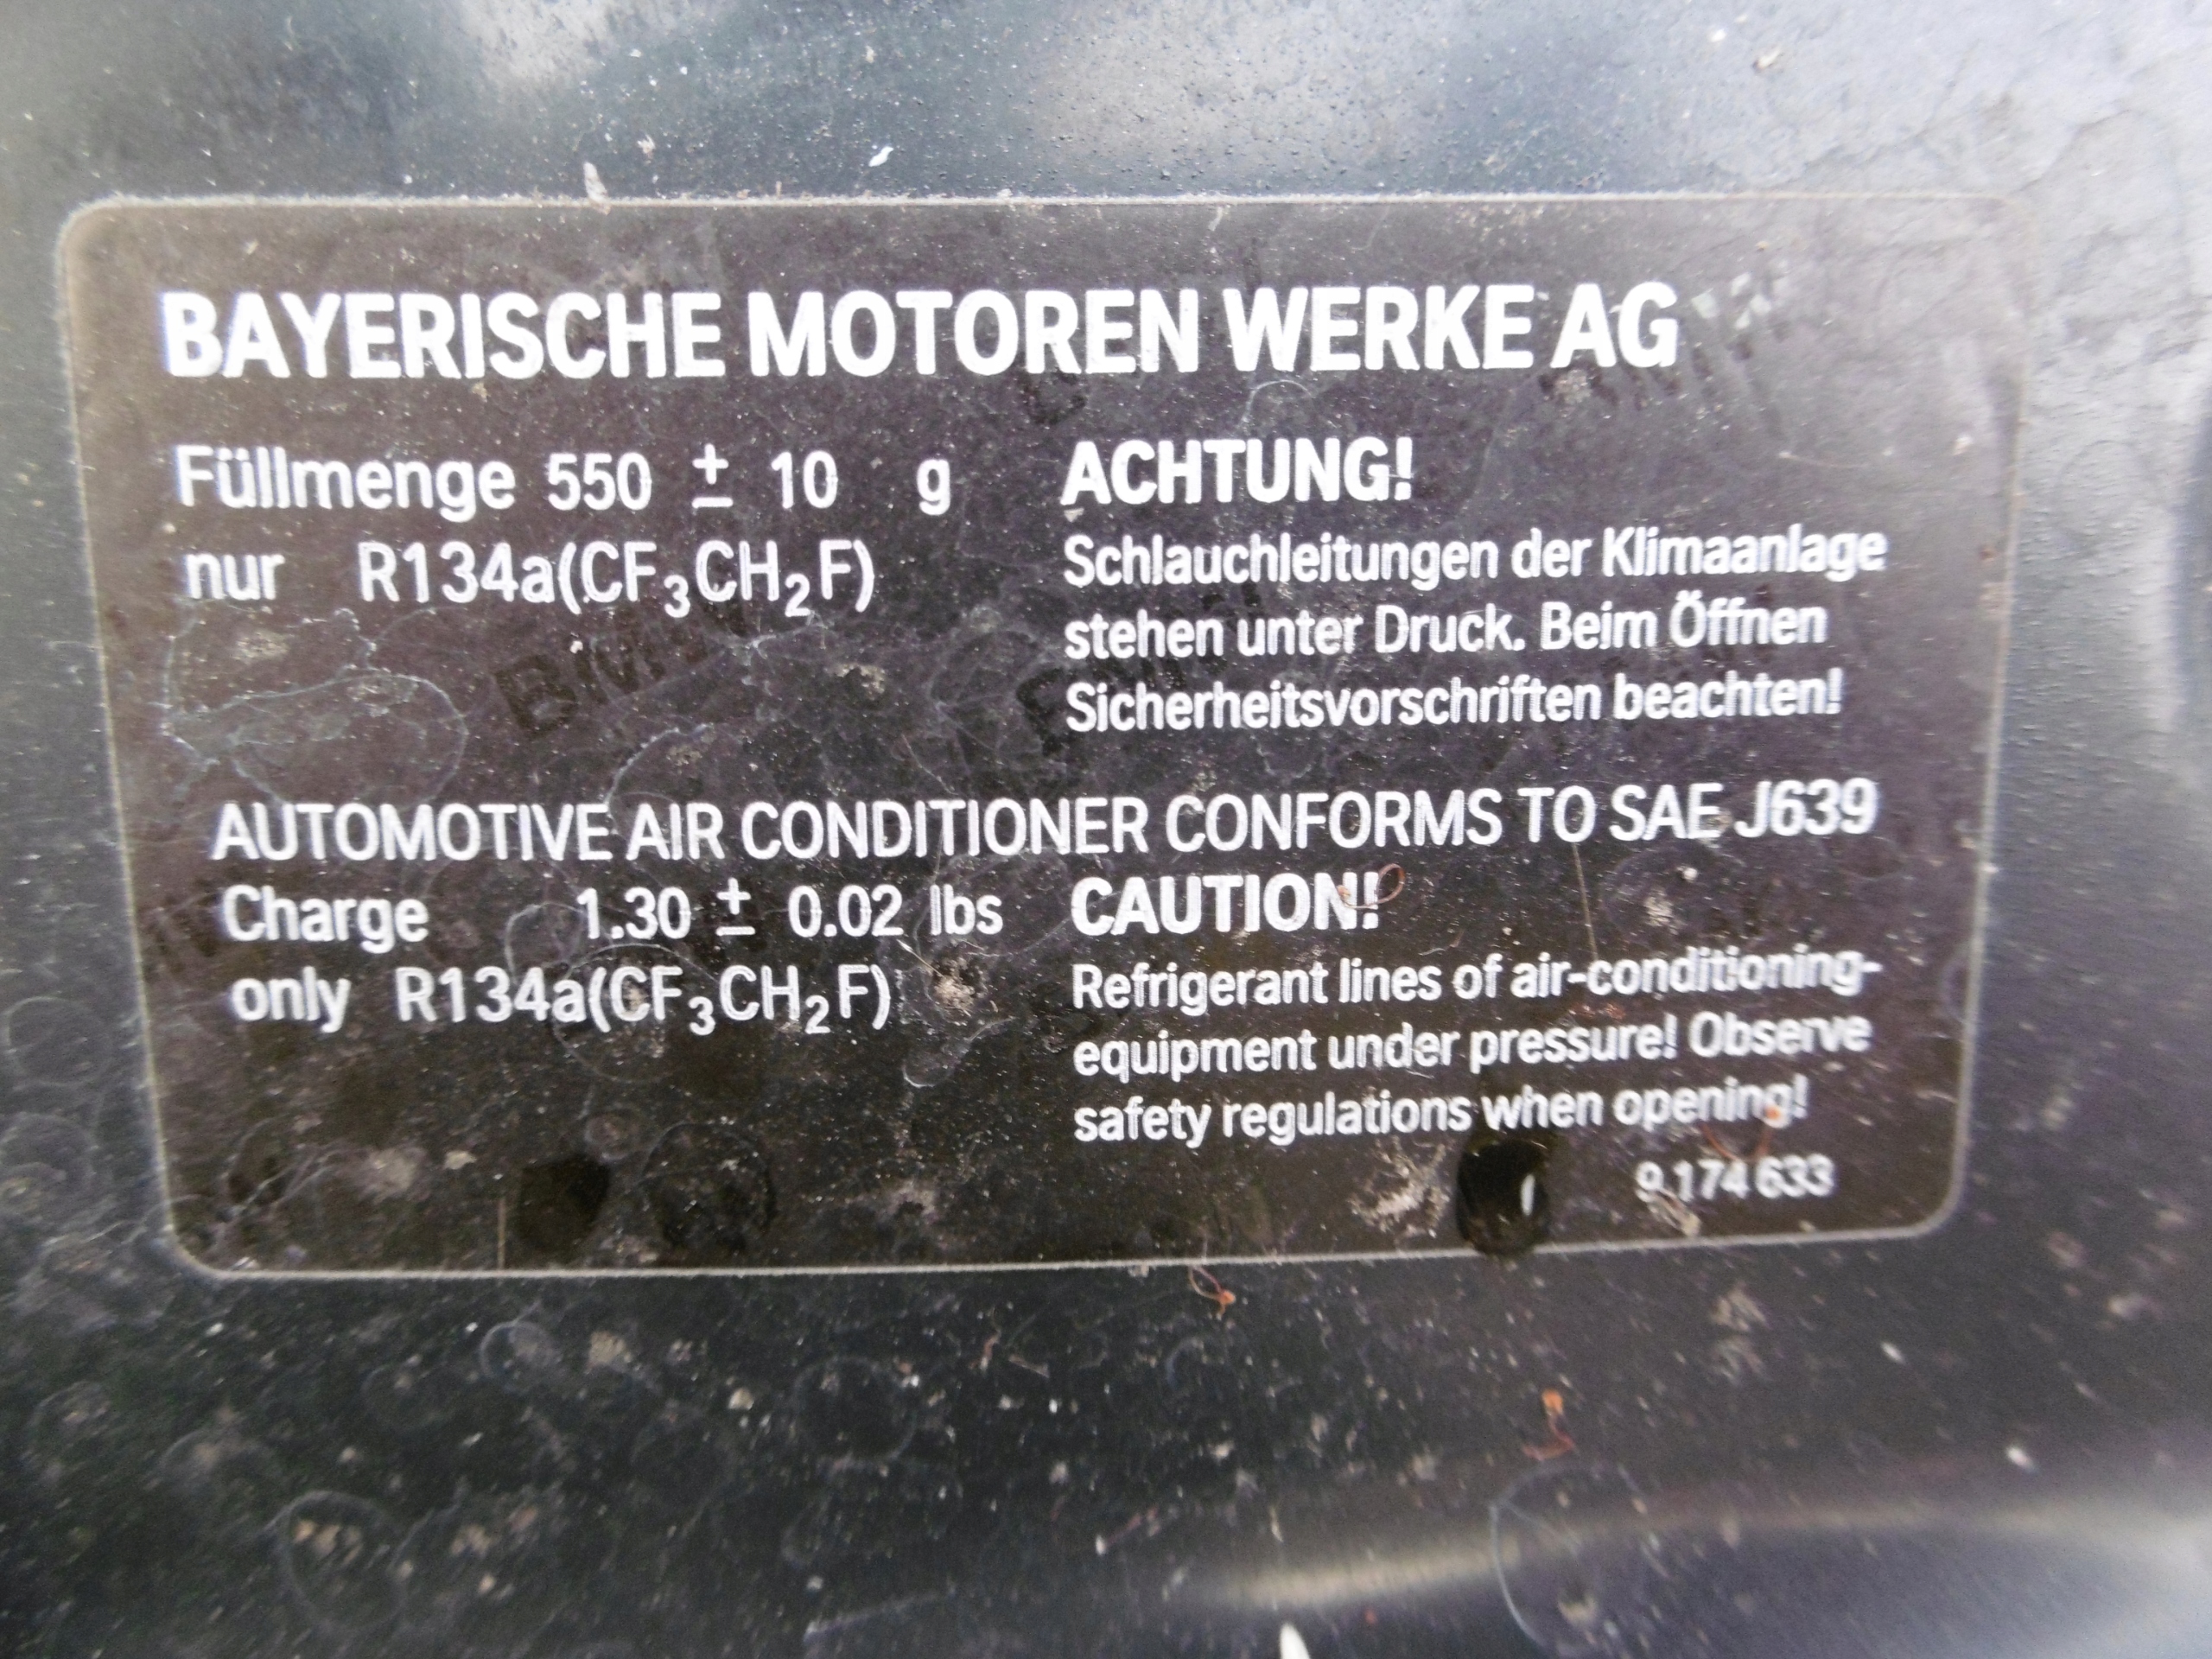 BAYERISCHE MOTOREN WERKE AG
Füllmenge 550 ± 10 g
nur R134a(CF₃CH₂F)
ACHTUNG!
Schlauchleitungen der Klimaanlage
stehen unter Druck. Beim Öffnen
Sicherheitsvorschriften beachten!
AUTOMOTIVE AIR CONDITIONER CONFORMS TO SAE J639
Charge 1.30 ± 0.02 lbs
only R134a(CF₃CH₂F)
CAUTION!
Refrigerant lines of air-conditioning-
equipment under pressure! Observe
safety regulations when opening!
9 174 633